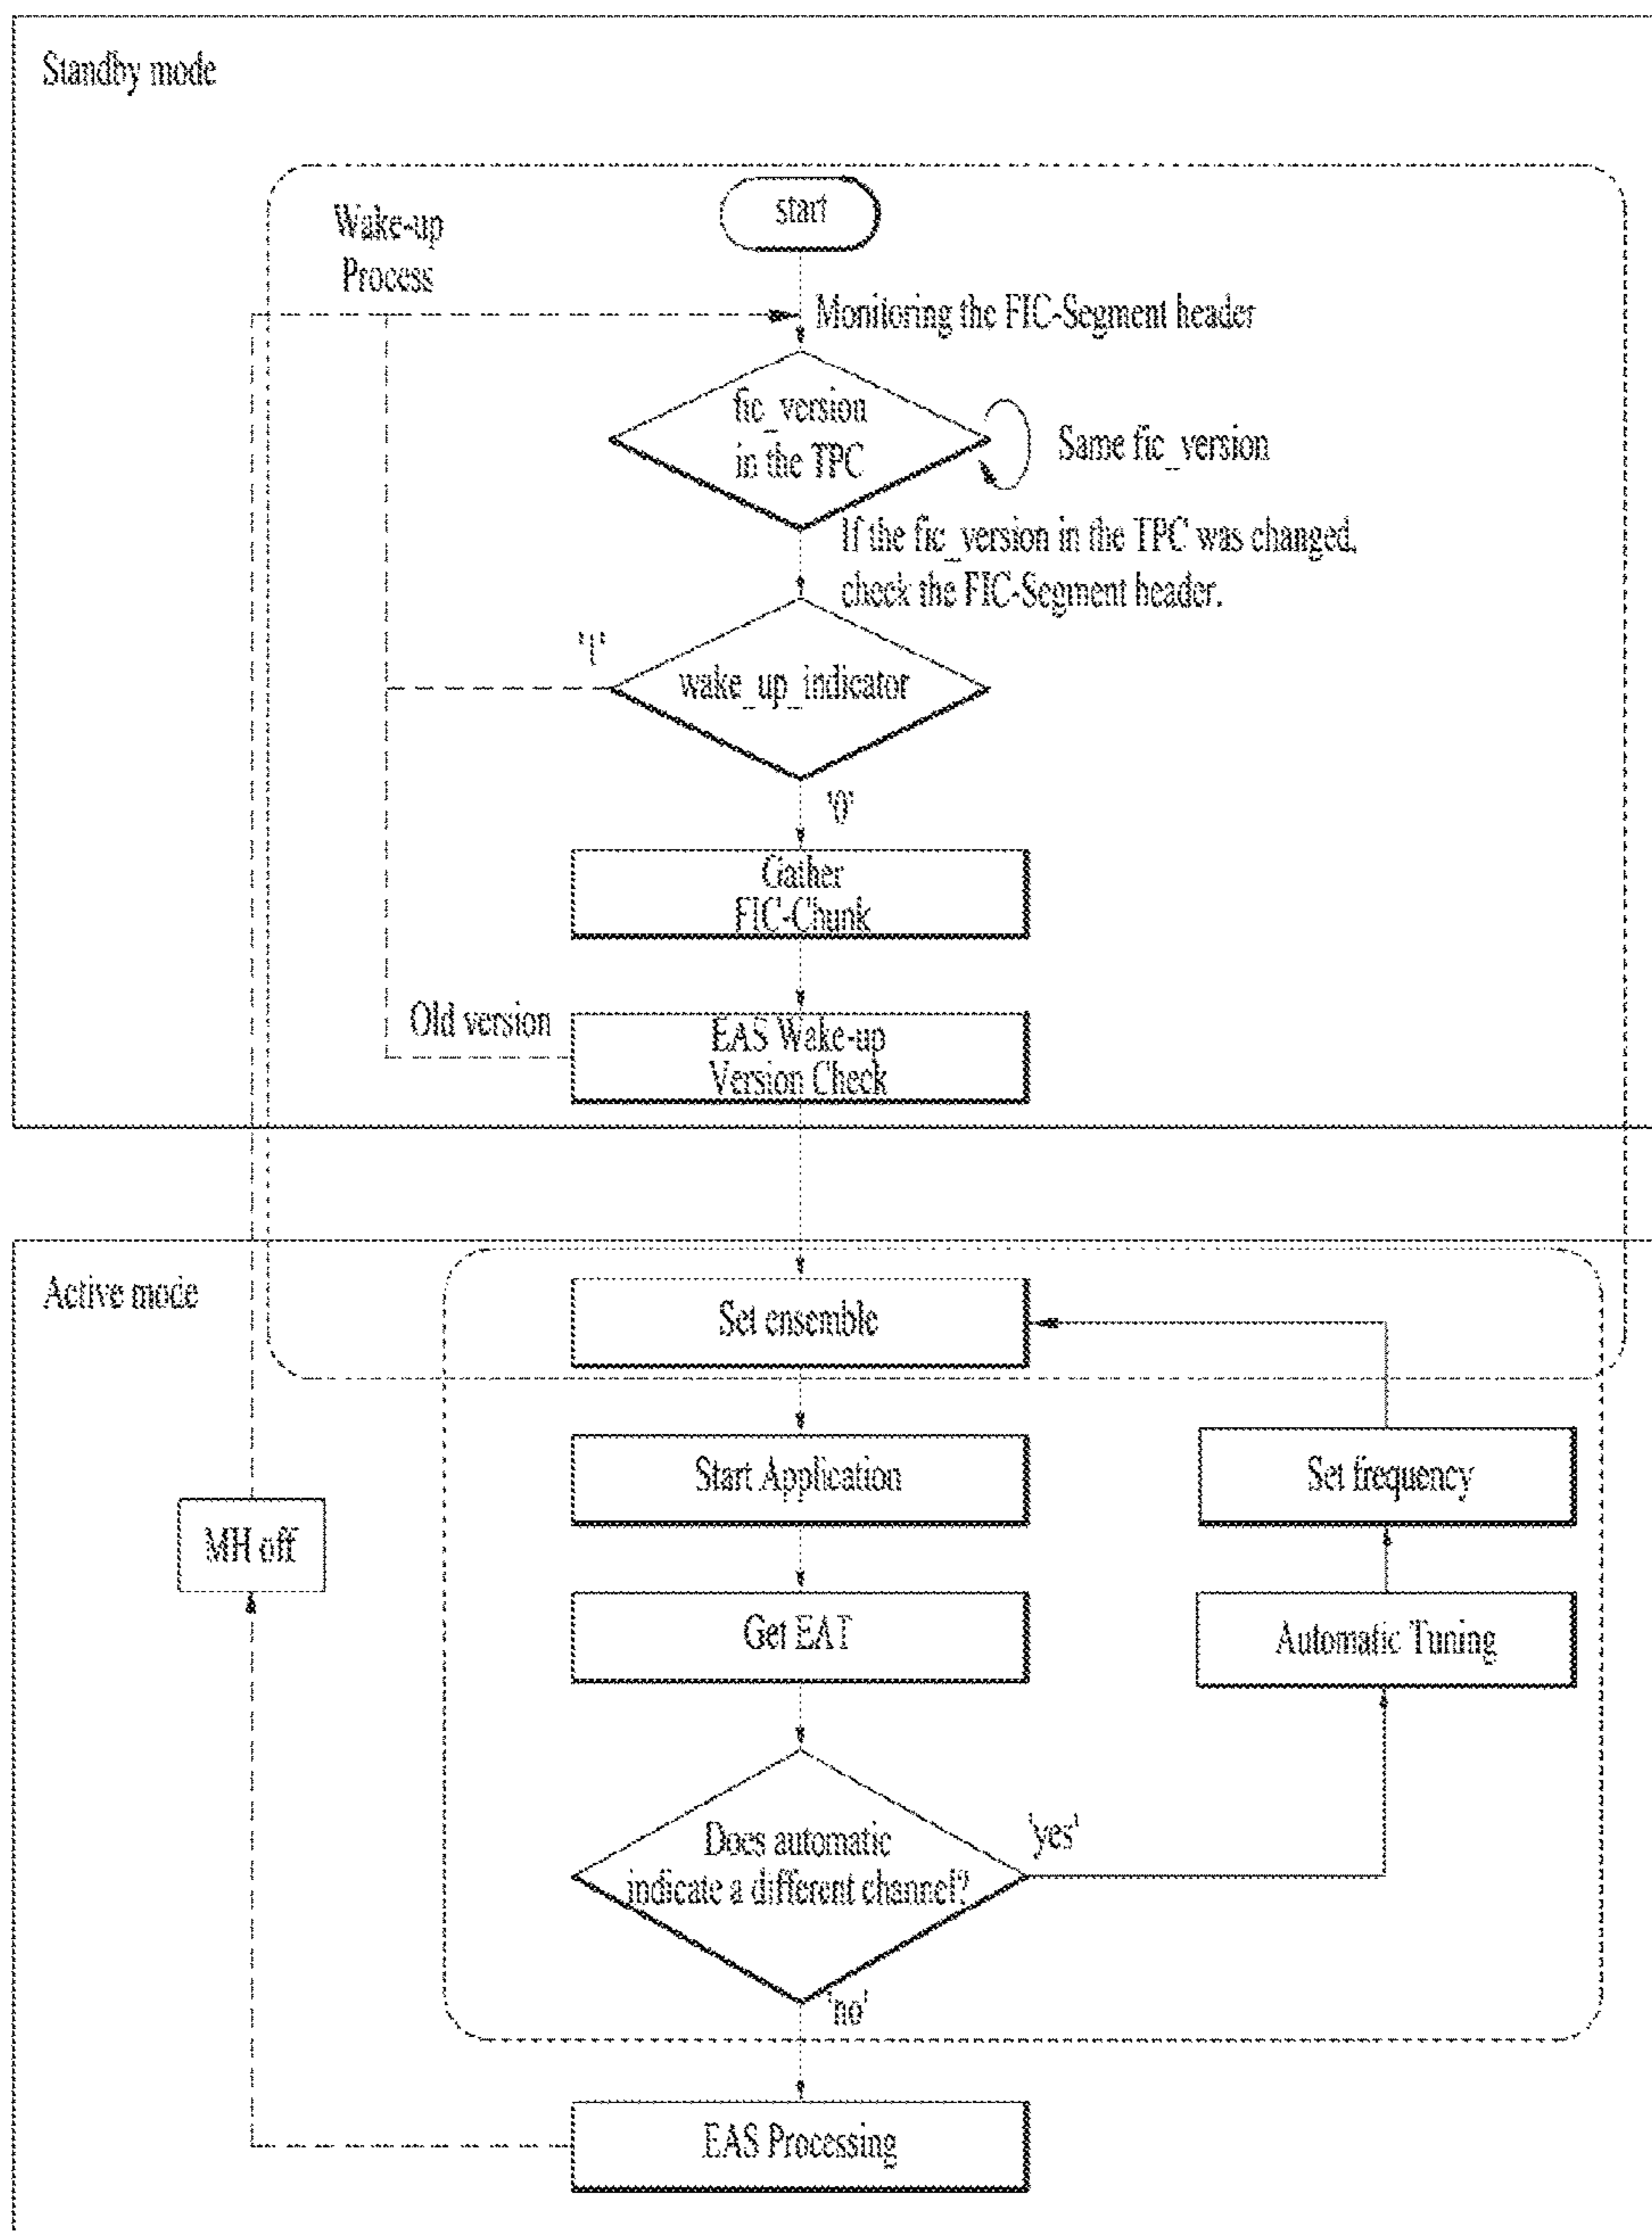 Standby mode
start
Wake-up
Process
Monitoring the FIC-Segment header
fic_version
in the TPC
Same fic_version
If the fic_version in the TPC was changed,
check the FIC-Segment header.
'1'
wake_up_indicator
'0'
Gather
FIC-Chunk
Old version
EAS Wake-up
Version Check
Active mode
Set ensemble
Start Application
Set frequency
MH off
Get EAT
Automatic Tuning
Does automatic
indicate a different channel?
'yes'
'no'
EAS Processing